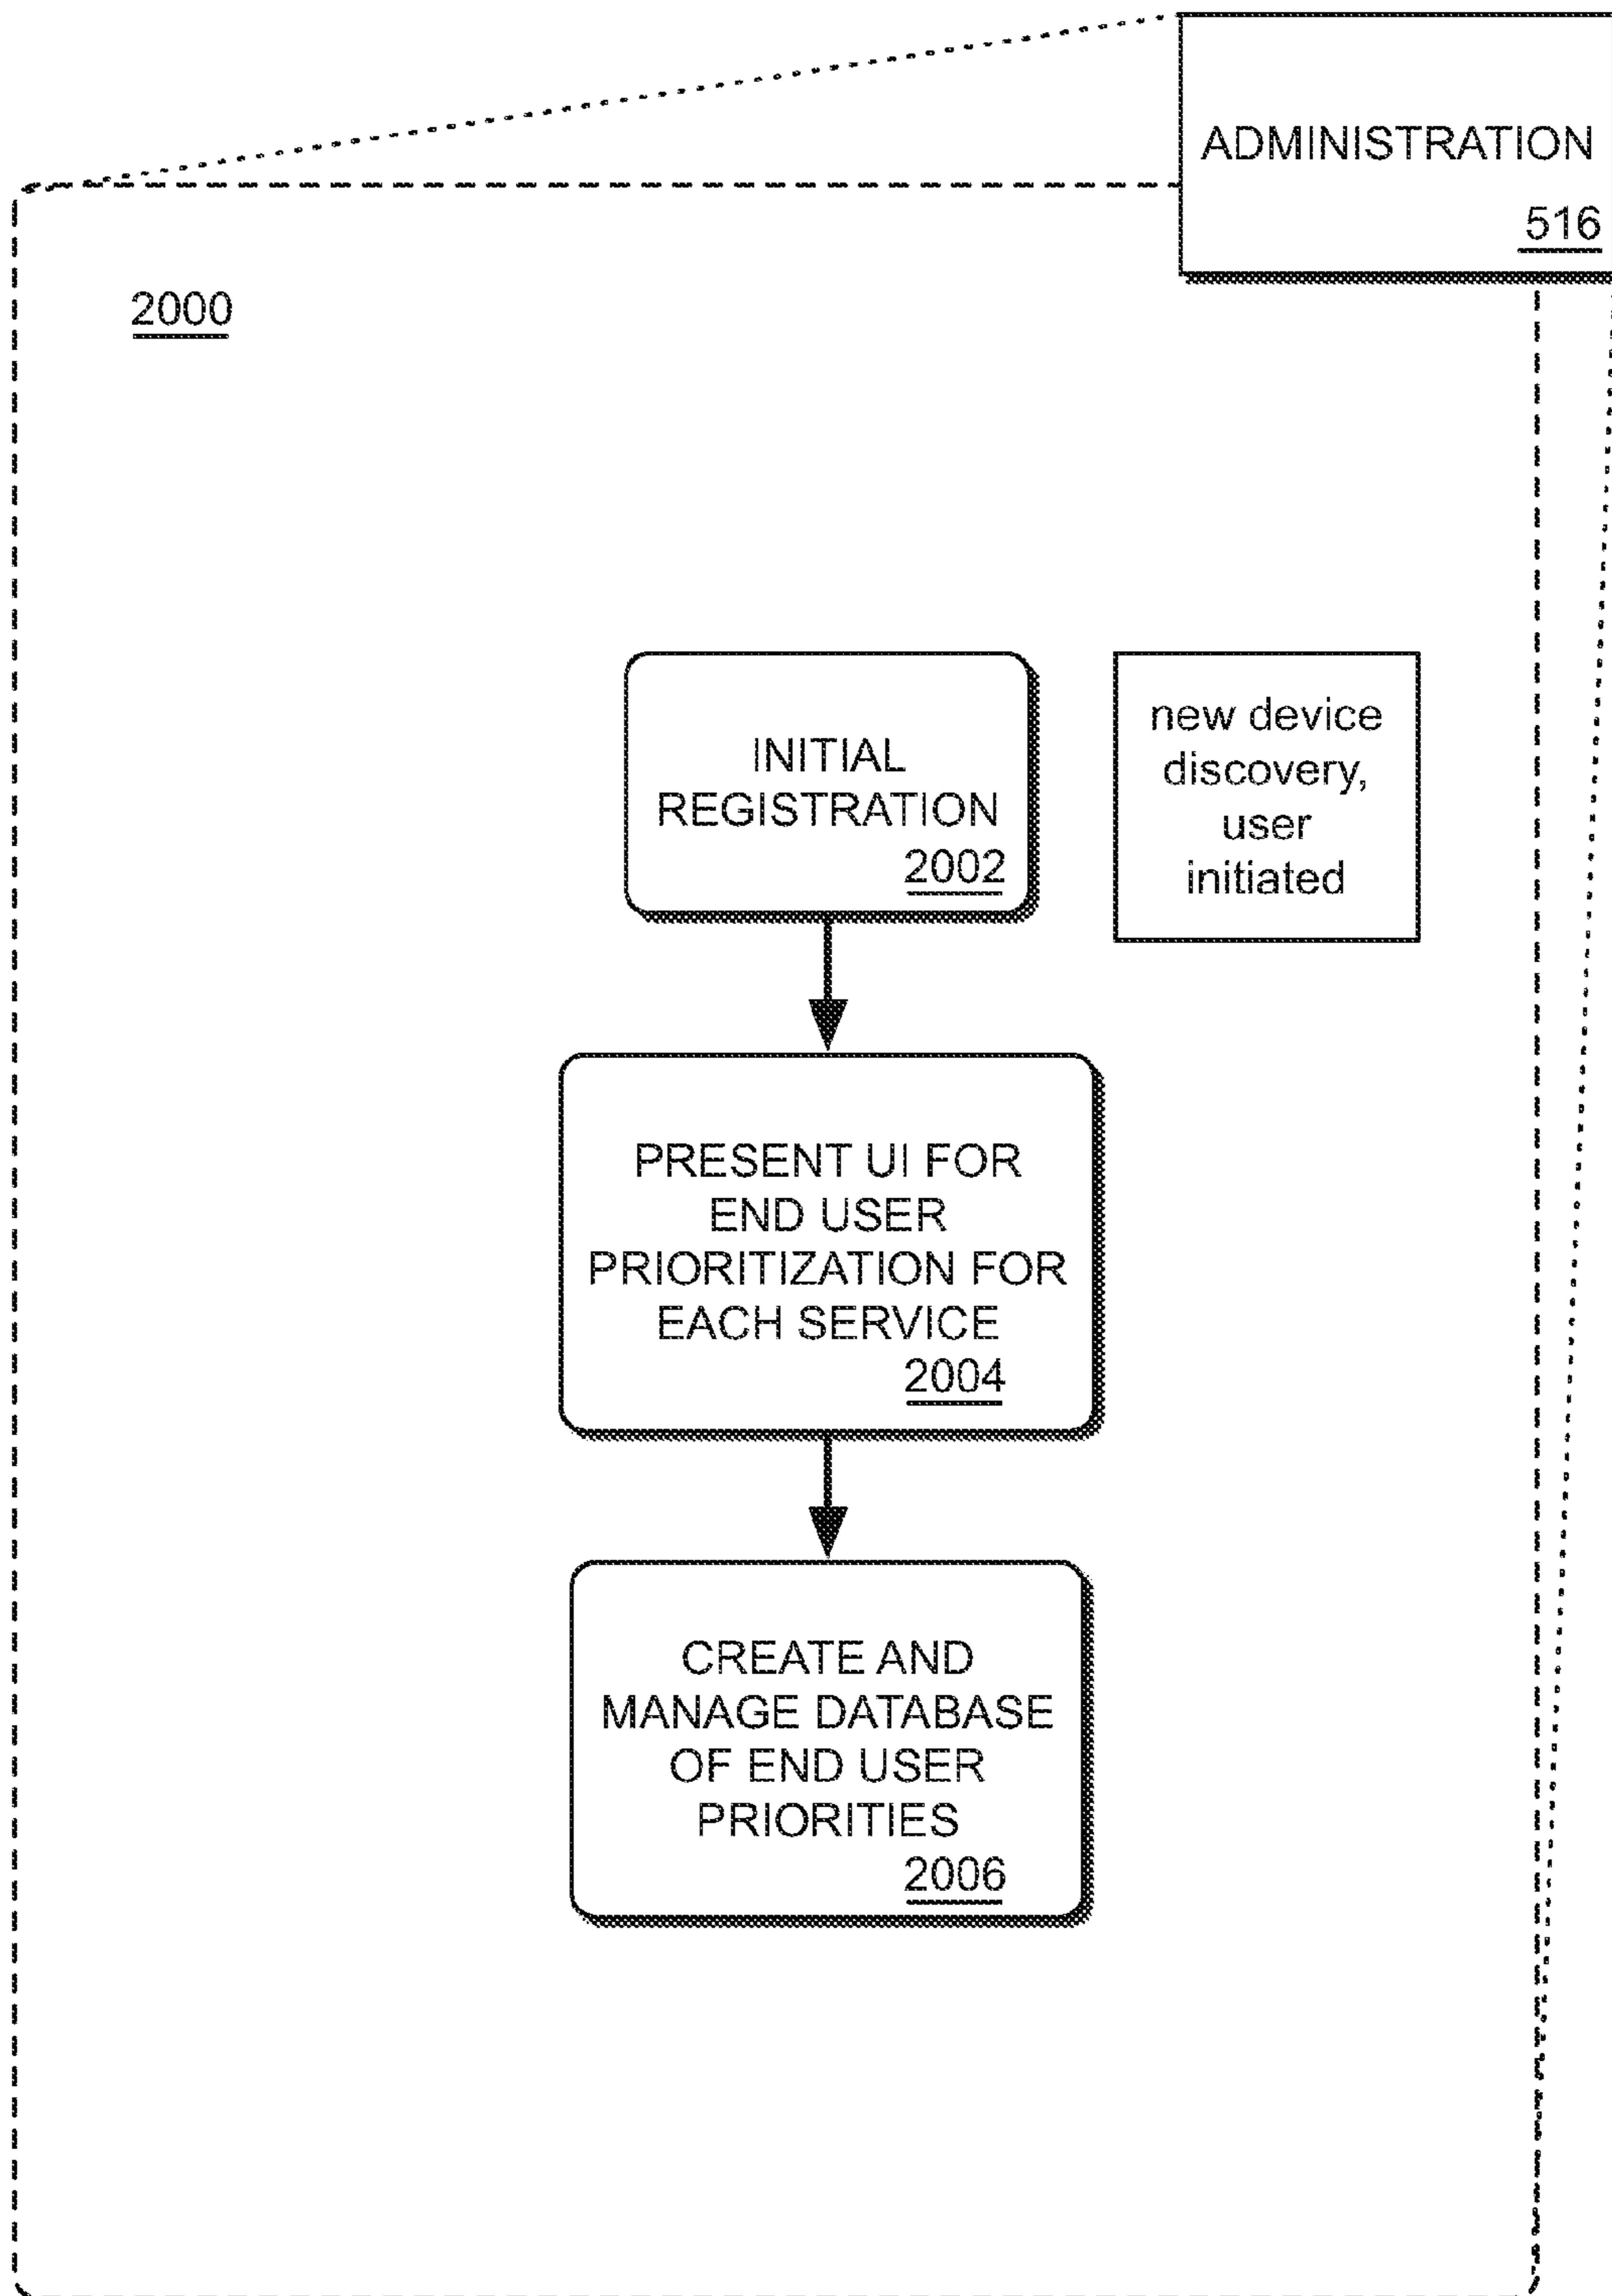 ADMINISTRATION
516
2000
INITIAL
REGISTRATION
2002
new device
discovery,
user
initiated
PRESENT UI FOR
END USER
PRIORITIZATION FOR
EACH SERVICE
2004
CREATE AND
MANAGE DATABASE
OF END USER
PRIORITIES
2006